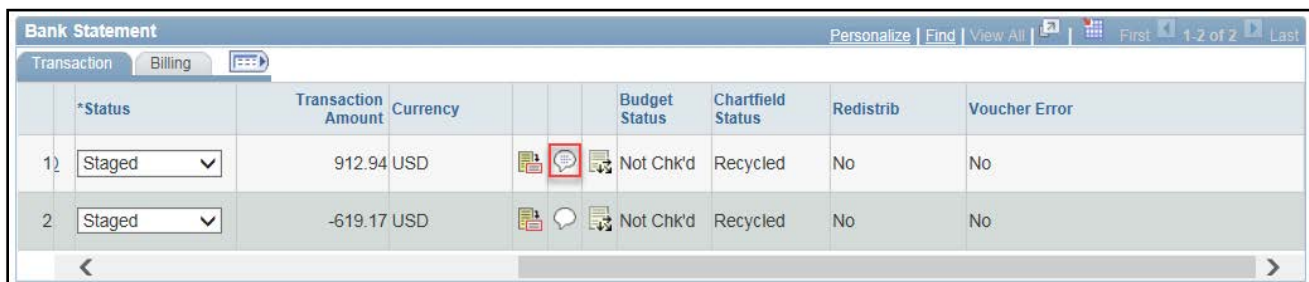 Bank Statement Personalize | Find | View All | | First 1-2 of 2 Last
Transaction Billing
*Status Transaction Amount Currency Budget Status Chartfield Status Redistrib Voucher Error
1 Staged 912.94 USD Not Chk'd Recycled No No
2 Staged -619.17 USD Not Chk'd Recycled No No